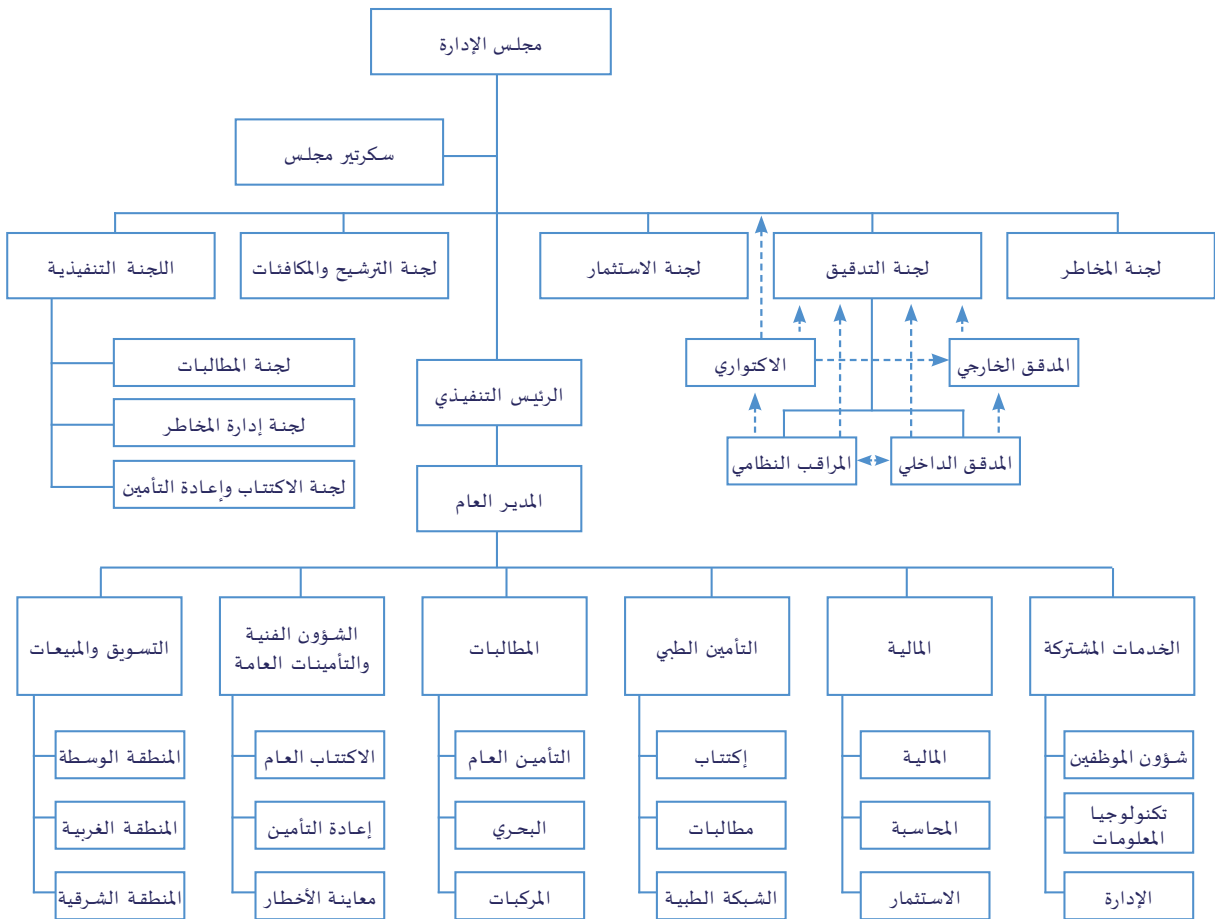 مجلس الإدارة
سكرتير مجلس
لجنة المخاطر
لجنة التدقيق
لجنة الاستثمار
لجنة الترشيح والمكافئات
اللجنة التنفيذية
المدقق الخارجي
الاكتواري
المدقق الداخلي
المراقب النظامي
لجنة المطالبات
لجنة إدارة المخاطر
لجنة الاكتتاب وإعادة التأمين
الرئيس التنفيذي
المدير العام
الخدمات المشتركة
شؤون الموظفين
تكنولوجيا
المعلومات
الإدارة
المالية
المالية
المحاسبة
الاستثمار
التأمين الطبي
إكتتاب
مطالبات
الشبكة الطبية
المطالبات
التأمين العام
البحري
المركبات
الشؤون الفنية
والتأمينات العامة
الاكتتاب العام
إعادة التأمين
معاينة الأخطار
التسويق والمبيعات
المنطقة الوسطة
المنطقة الغربية
المنطقة الشرقية